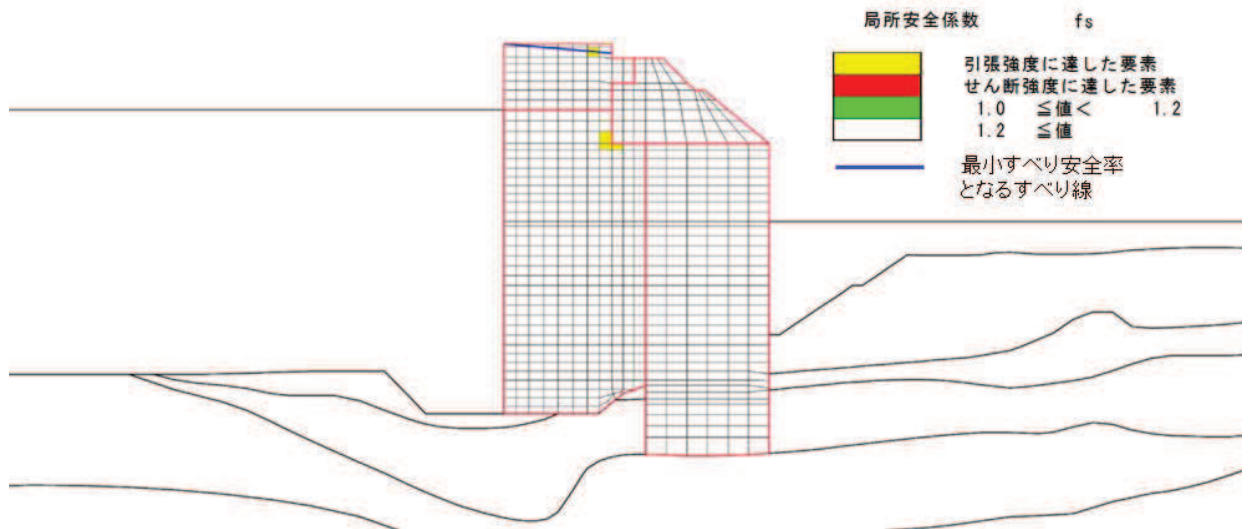 局所安全係数 fs
引張強度に達した要素
せん断強度に達した要素
1.0 ≦値< 1.2
1.2 ≦値
最小すべり安全率
となるすべり線